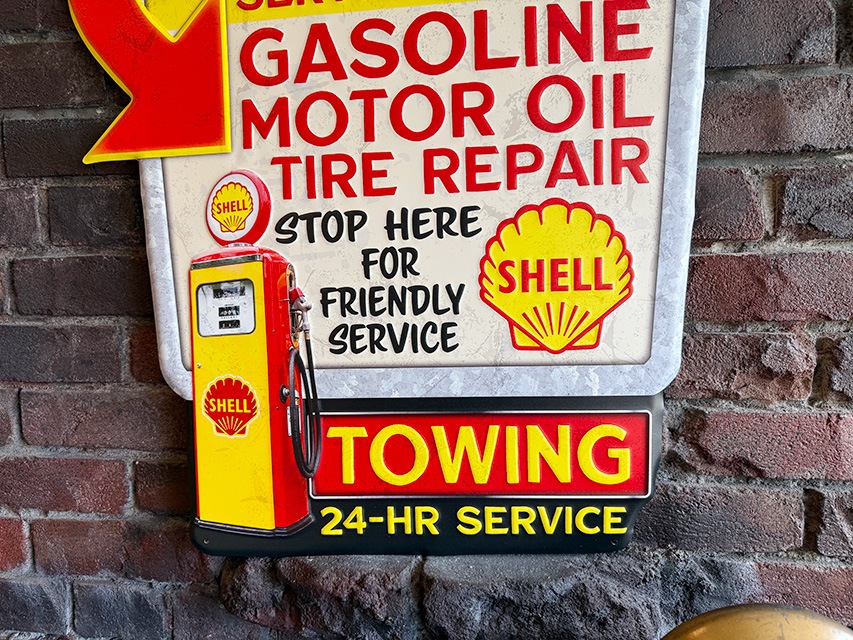 GASOLINE
MOTOR OIL
TIRE REPAIR
SHELL
STOP HERE
FOR
FRIENDLY
SERVICE
SHELL
SHELL
TOWING
24-HR SERVICE